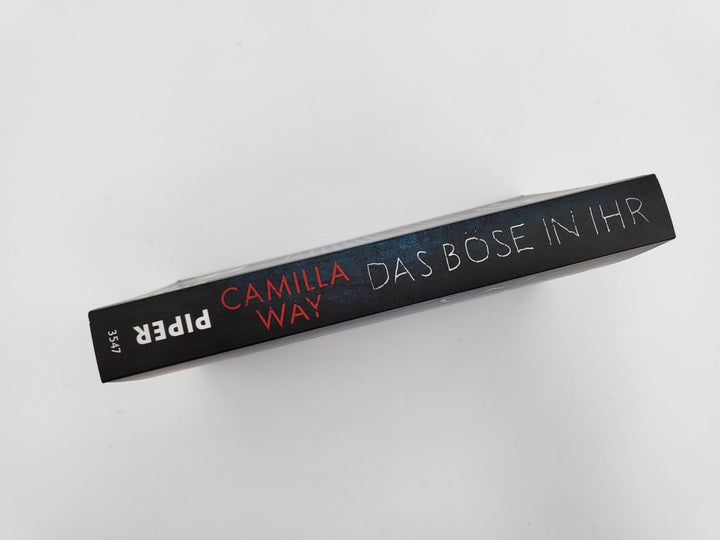 DAS BÖSE IN IHR
CAMILLA
WAY
PIPER
3547